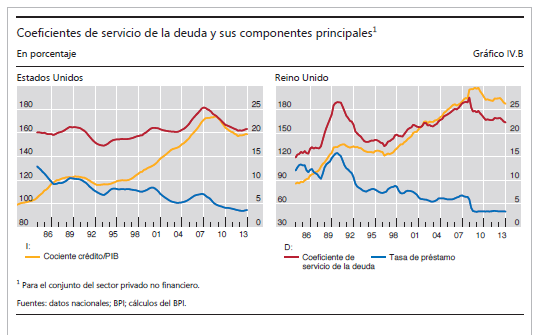 Coeficientes de servicio de la deuda y sus componentes principales¹
En porcentaje
Gráfico IV.B
Estados Unidos
180
160
140
120
100
80
25
20
15
10
5
0
86 89 92 95 98 01 04 07 10 13
Reino Unido
180
150
120
90
60
30
25
20
15
10
5
0
86 89 92 95 98 01 04 07 10 13
I:
Cociente crédito/PIB
D:
Coeficiente de
servicio de la deuda
Tasa de préstamo
¹ Para el conjunto del sector privado no financiero.
Fuentes: datos nacionales; BPI; cálculos del BPI.